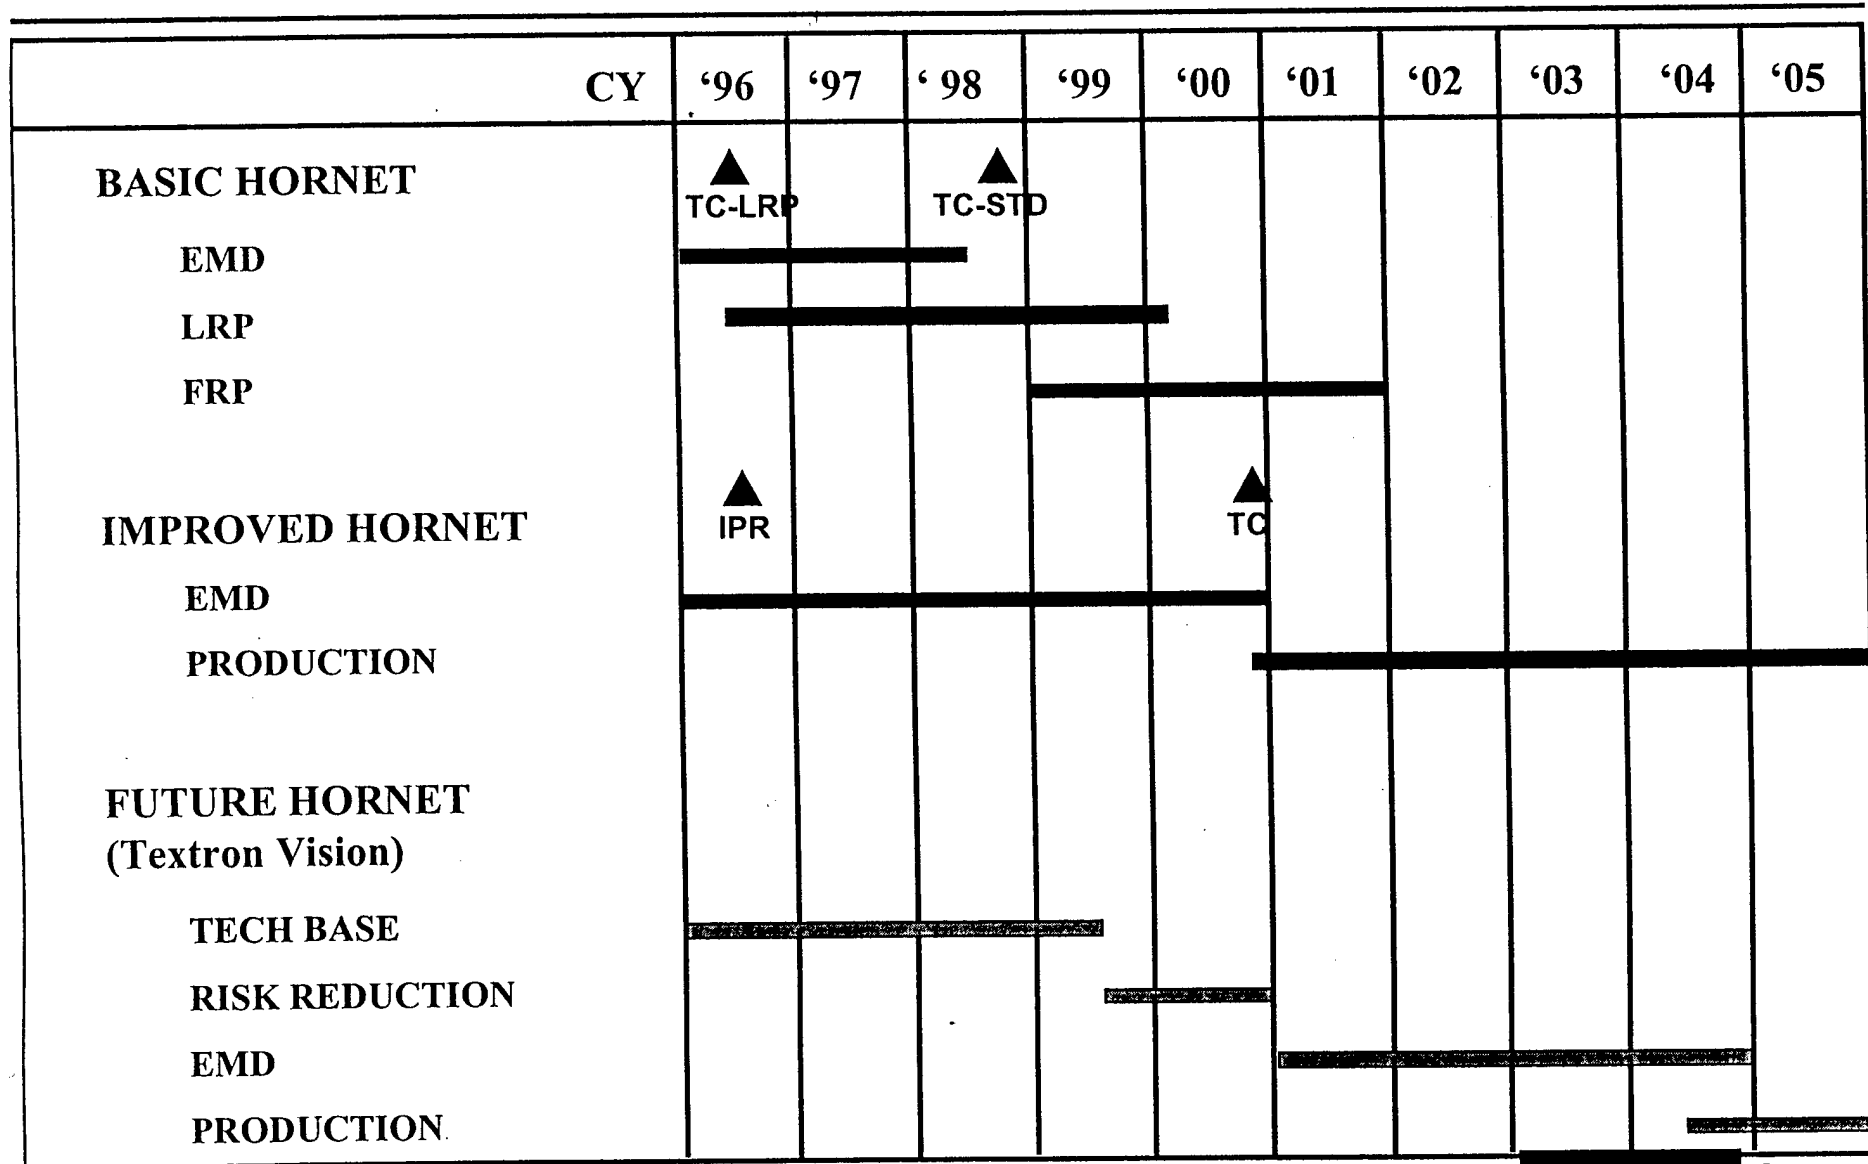 CY ‘96 ‘97 ‘ 98 ‘99 ‘00 ‘01 ‘02 ‘03 ‘04 ‘05
BASIC HORNET
TC-LRP TC-STD
EMD
LRP
FRP
IMPROVED HORNET
IPR TC
EMD
PRODUCTION
FUTURE HORNET
(Textron Vision)
TECH BASE
RISK REDUCTION
EMD
PRODUCTION